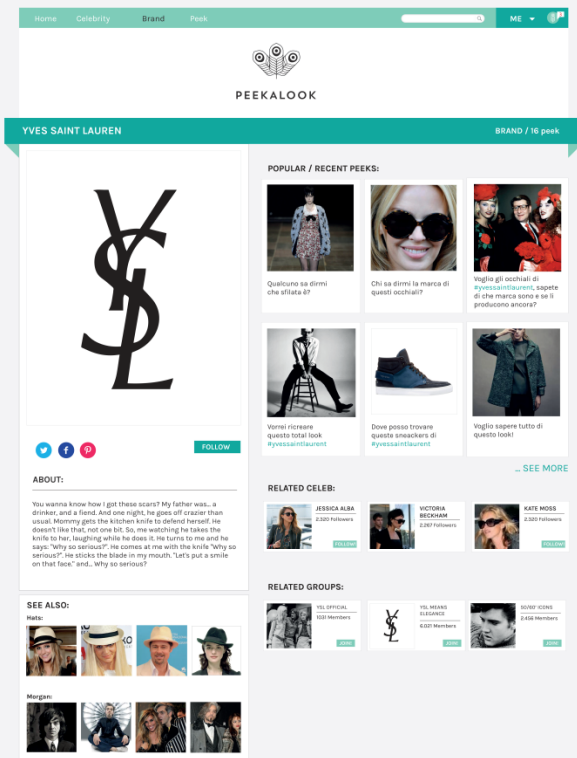 Home Celebrity Brand Peek
ME
PEEKALOOK
YVES SAINT LAUREN
BRAND / 16 peek
YSL
FOLLOW
ABOUT:
You wanna know how I got these scars? My father was... a
drinker, and a fiend. And one night, he goes off crazier than
usual. Mommy gets the kitchen knife to defend herself. He
doesn't like that, not one bit. So, me watching he takes the
knife to her, laughing while he does it. He turns to me and he
says: "Why so serious?". He comes at me with the knife "Why so
serious?". He sticks the blade in my mouth. "Let's put a smile
on that face." and... Why so serious?
SEE ALSO:
Hats:
Morgan:
POPULAR / RECENT PEEKS:
Qualcuno sa dirmi
che sfilata è?
Chi sa dirmi la marca di
questi occhiali?
Voglio gli occhiali di
#yvessaintlaurent, sapete
di che marca sono e se li
producono ancora?
Vorrei ricreare
questo total look
#yvessaintlaurent
Dove posso trovare
queste sneackers di
#yvessaintlaurent
Voglio sapere tutto di
questo look!
... SEE MORE
RELATED CELEB:
JESSICA ALBA
2.320 Followers
FOLLOW
VICTORIA
BECKHAM
2.267 Followers
KATE MOSS
2.320 Followers
FOLLOW
RELATED GROUPS:
YSL OFFICIAL
1031 Members
JOIN
YSL MEANS
ELEGANCE
6.021 Members
JOIN
YSL
50/60' ICONS
2.456 Members
JOIN